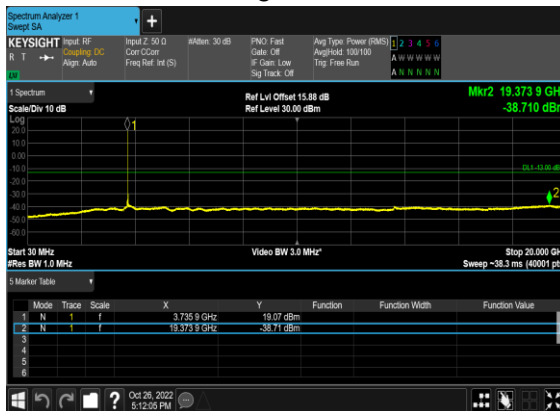 Spectrum Analyzer 1
Swept SA
KEYSIGHT Input: RF Input Z: 50 Ω #Atten: 30 dB PNO: Fast Avg Type: Power (RMS) 1 2 3 4 5 6
R T Coupling: DC Corr CCorr Gate: Off Avg|Hold: 100/100 A W W W W W
Align: Auto Freq Ref: Int (S) IF Gain: Low Trig: Free Run
Sig Track: Off A N N N N N
1 Spectrum
Ref Lvl Offset 15.88 dB Mkr2 19.373 9 GH
Scale/Div 10 dB Ref Level 30.00 dBm -38.710 dB
Log
20.0
10.0
0.00
-10.0
DL1 -13.00 dB
-20.0
-30.0
-40.0
-50.0
-60.0
1
2
Start 30 MHz Video BW 3.0 MHz* Stop 20.000 GH
#Res BW 1.0 MHz Sweep ~38.3 ms (40001 pt
5 Marker Table
Mode Trace Scale X Y Function Function Width Function Value
1 N 1 f 3.735 9 GHz 19.07 dBm
2 N 1 f 19.373 9 GHz -38.71 dBm
3
4
5
6
? Oct 26, 2022
5:12:05 PM